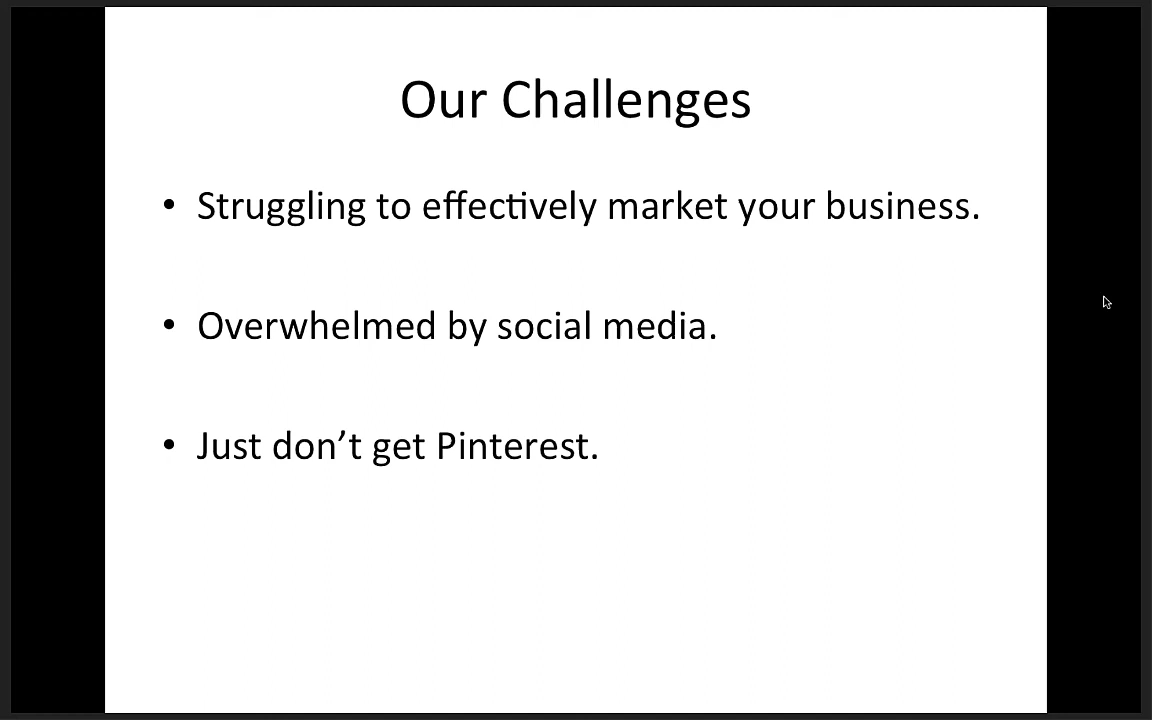 Our Challenges
• Struggling to effectively market your business.
• Overwhelmed by social media.
• Just don’t get Pinterest.